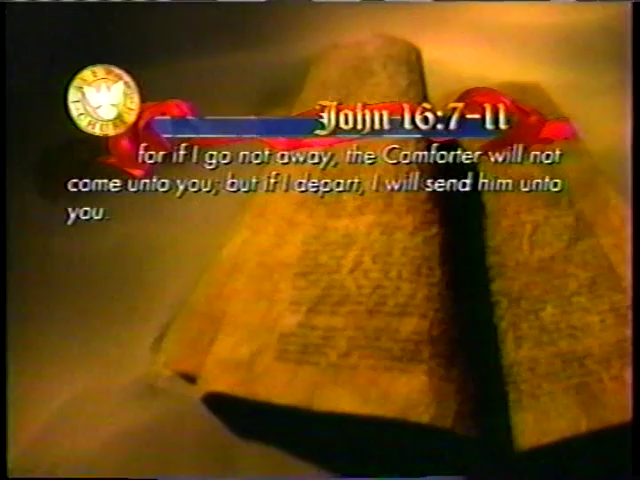 John 16:7-11
for if I go not away, the Comforter will not
come unto you; but if I depart, I will send him unto
you.